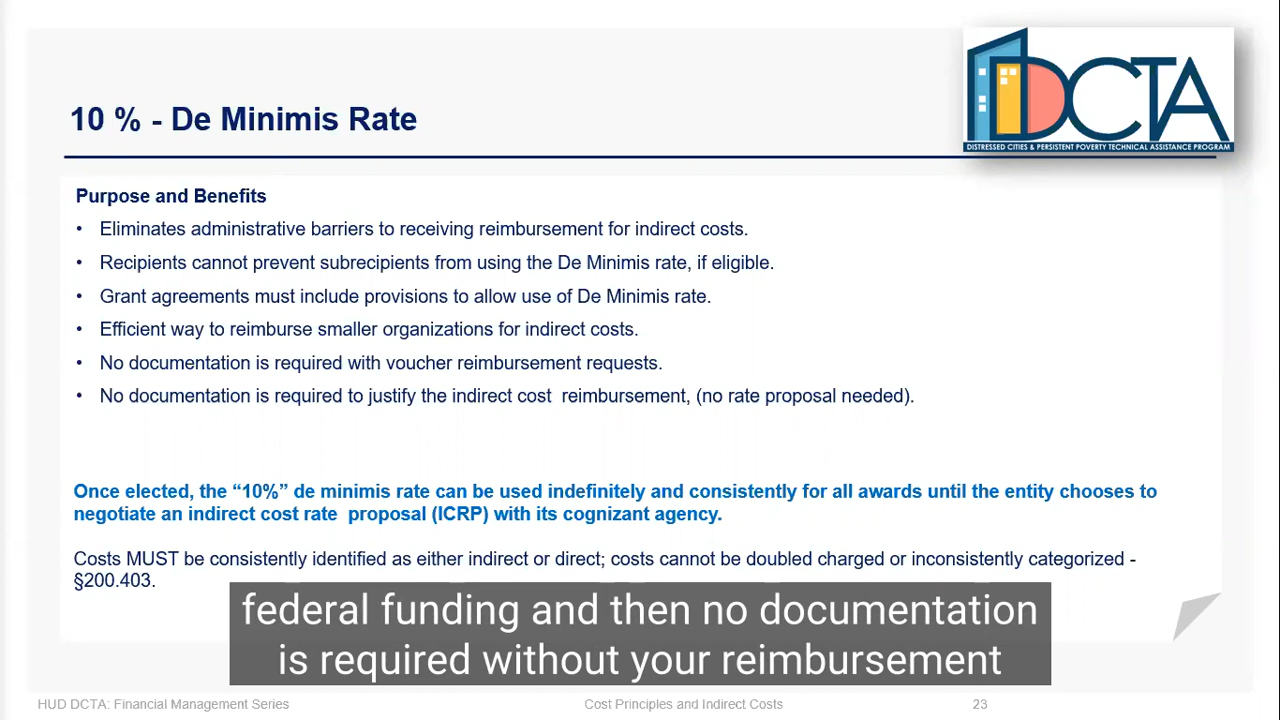 DCTA
DISTRESSED CITIES & PERSISTENT POVERTY TECHNICAL ASSISTANCE PROGRAM
10 % - De Minimis Rate
Purpose and Benefits
• Eliminates administrative barriers to receiving reimbursement for indirect costs.
• Recipients cannot prevent subrecipients from using the De Minimis rate, if eligible.
• Grant agreements must include provisions to allow use of De Minimis rate.
• Efficient way to reimburse smaller organizations for indirect costs.
• No documentation is required with voucher reimbursement requests.
• No documentation is required to justify the indirect cost  reimbursement, (no rate proposal needed).
Once elected, the “10%” de minimis rate can be used indefinitely and consistently for all awards until the entity chooses to
negotiate an indirect cost rate  proposal (ICRP) with its cognizant agency.
Costs MUST be consistently identified as either indirect or direct; costs cannot be doubled charged or inconsistently categorized -
§200.403.
federal funding and then no documentation
is required without your reimbursement
HUD DCTA: Financial Management Series
Cost Principles and Indirect Costs
23